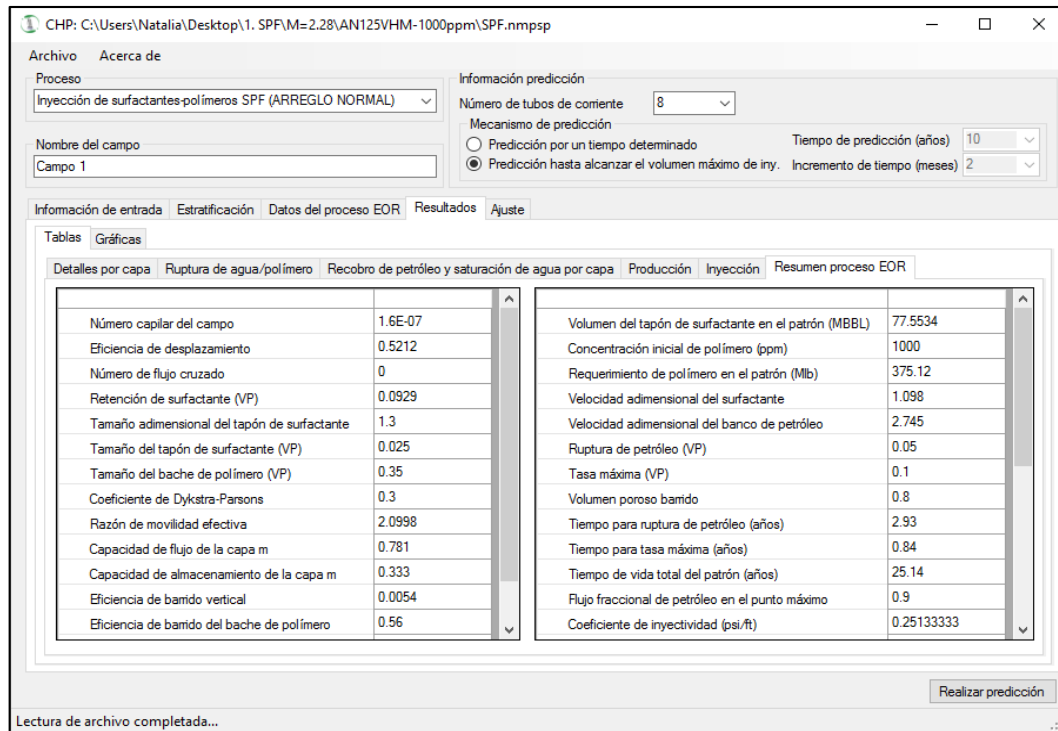 CHP: C:\Users\Natalia\Desktop\1. SPF\M=2.28\AN125VHM-1000ppm\SPF.nmpsp
Archivo Acerca de
Proceso
Inyección de surfactantes-polímeros SPF (ARREGLO NORMAL)
Nombre del campo
Campo 1
Información predicción
Número de tubos de corriente 8
Mecanismo de predicción
Predicción por un tiempo determinado
Predicción hasta alcanzar el volumen máximo de iny.
Tiempo de predicción (años) 10
Incremento de tiempo (meses) 2
Información de entrada Estratificación Datos del proceso EOR Resultados Ajuste
Tablas Gráficas
Detalles por capa Ruptura de agua/polímero Recobro de petróleo y saturación de agua por capa Producción Inyección Resumen proceso EOR
Número capilar del campo 1.6E-07
Eficiencia de desplazamiento 0.5212
Número de flujo cruzado 0
Retención de surfactante (VP) 0.0929
Tamaño adimensional del tapón de surfactante 1.3
Tamaño del tapón de surfactante (VP) 0.025
Tamaño del bache de polímero (VP) 0.35
Coeficiente de Dykstra-Parsons 0.3
Razón de movilidad efectiva 2.0998
Capacidad de flujo de la capa m 0.781
Capacidad de almacenamiento de la capa m 0.333
Eficiencia de barrido vertical 0.0054
Eficiencia de barrido del bache de polímero 0.56
Volumen del tapón de surfactante en el patrón (MBBL) 77.5534
Concentración inicial de polímero (ppm) 1000
Requerimiento de polímero en el patrón (Mlb) 375.12
Velocidad adimensional del surfactante 1.098
Velocidad adimensional del banco de petróleo 2.745
Ruptura de petróleo (VP) 0.05
Tasa máxima (VP) 0.1
Volumen poroso barrido 0.8
Tiempo para ruptura de petróleo (años) 2.93
Tiempo para tasa máxima (años) 0.84
Tiempo de vida total del patrón (años) 25.14
Flujo fraccional de petróleo en el punto máximo 0.9
Coeficiente de inyectividad (psi/ft) 0.25133333
Realizar predicción
Lectura de archivo completada...